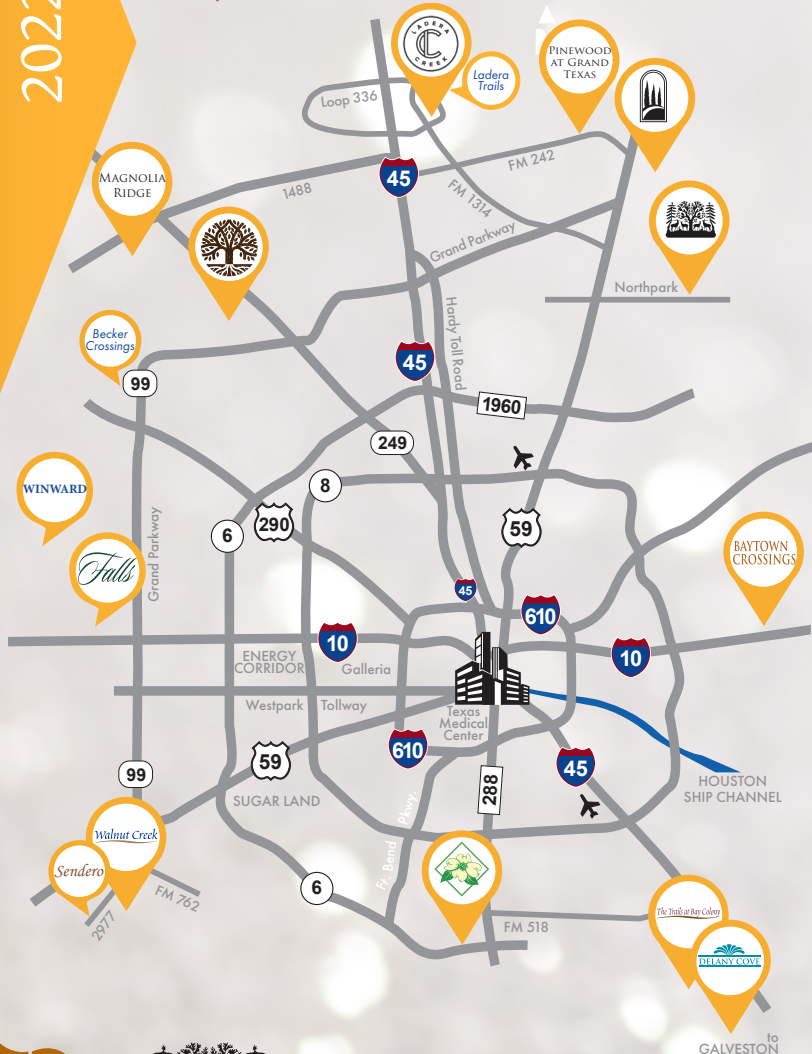 2022
LADERA
CREEK
Ladera
Trails
PINEWOOD
AT GRAND
TEXAS
Loop 336
MAGNOLIA
RIDGE
1488
45
FM 242
FM 1314
Grand Parkway
Northpark
Becker
Crossings
99
45
Hardy Toll Road
1960
249
WINWARD
8
290
6
59
Falls
Grand Parkway
BAYTOWN
CROSSINGS
45
610
10
10
ENERGY
CORRIDOR
Galleria
Westpark
Tollway
Texas
Medical
Center
610
59
45
99
288
HOUSTON
SHIP CHANNEL
SUGAR LAND
Walnut Creek
Sendero
Ft. Bend Pkwy.
FM 762
2977
6
FM 518
The Trails at Bay Colony
DELANY COVE
to
GALVESTON